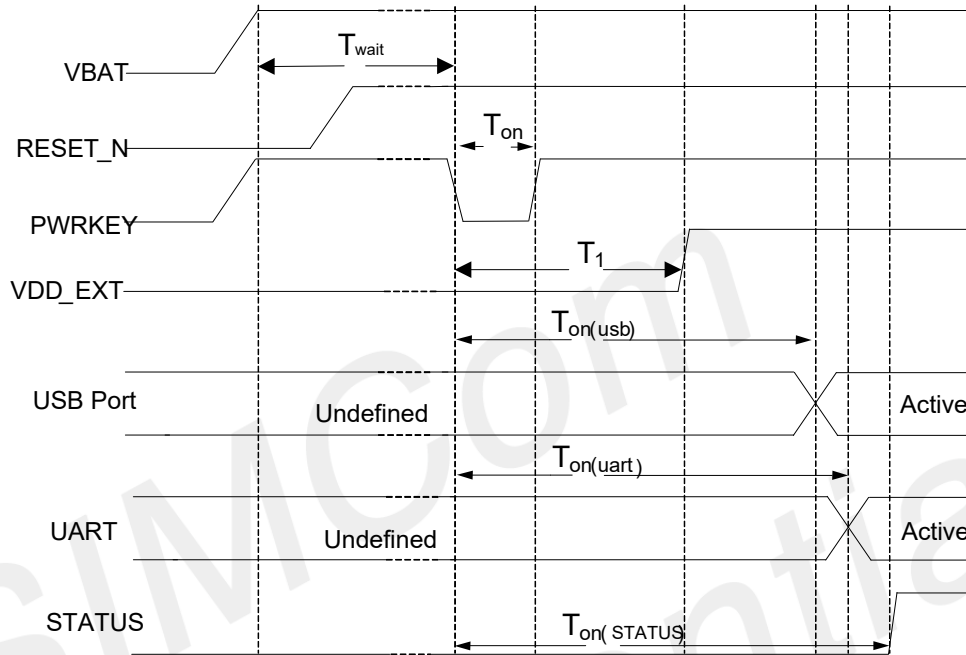 Twait
VBAT
RESET_N
Ton
PWRKEY
T1
VDD_EXT
Ton(usb)
USB Port
Undefined
Active
Ton(uart)
UART
Undefined
Active
STATUS
Ton(STATUS)
SIMCom